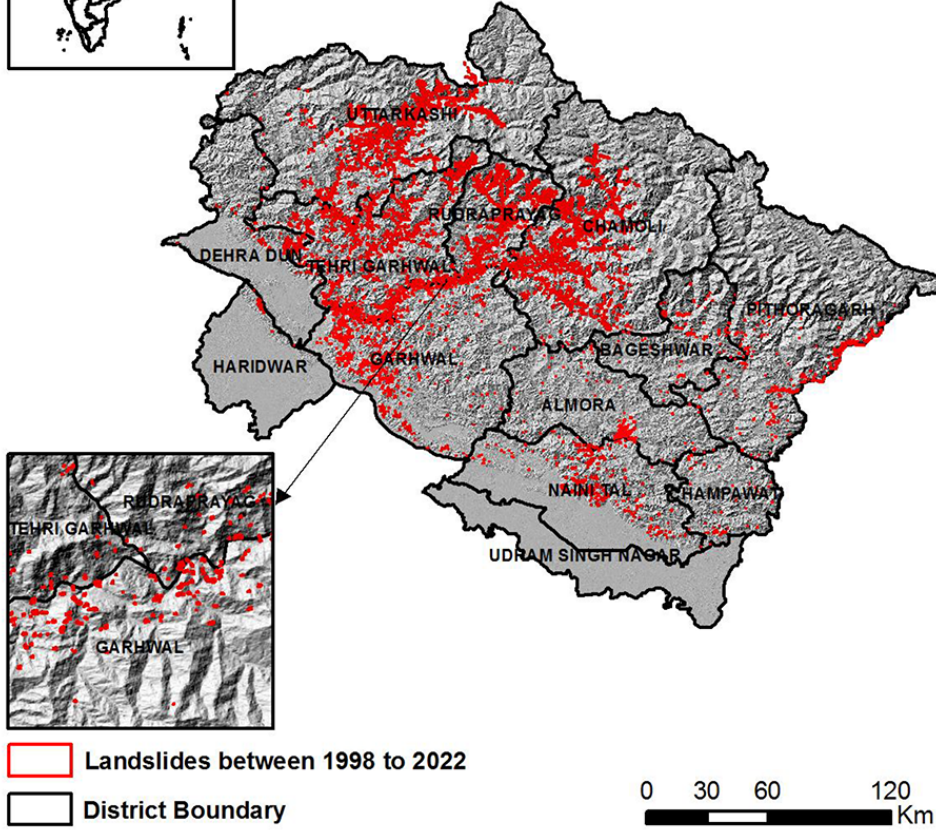 UTTARKASHI
RUDRAPRAYAG
CHAMOLI
DEHRA DUN
TEHRI GARHWAL
PITHORAGARH
BAGESHWAR
HARIDWAR
GARHWAL
ALMORA
NAINI TAL
CHAMPAWAT
UDHAM SINGH NAGAR
RUDRAPRAYAG
TEHRI GARHWAL
GARHWAL
Landslides between 1998 to 2022
District Boundary
0 30 60 120
Km